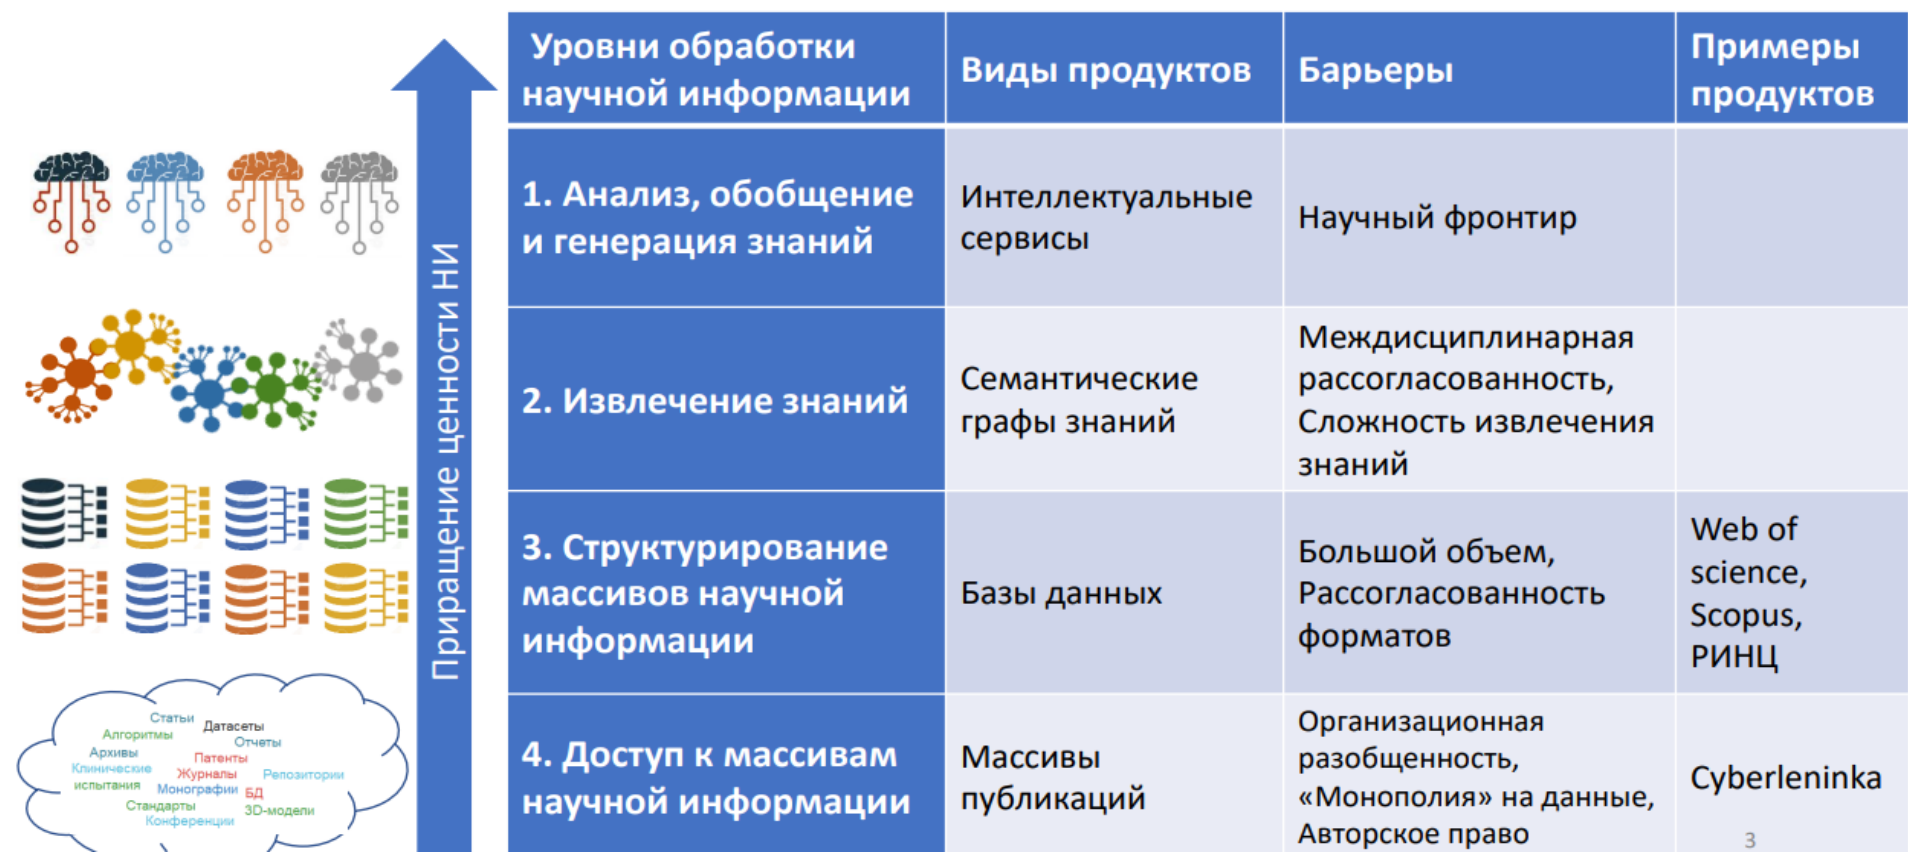 Уровни обработки
научной информации
Виды продуктов
Барьеры
Примеры
продуктов
1. Анализ, обобщение
и генерация знаний
Интеллектуальные
сервисы
Научный фронтир
2. Извлечение знаний
Семантические
графы знаний
Междисциплинарная
рассогласованность,
Сложность извлечения
знаний
3. Структурирование
массивов научной
информации
Базы данных
Большой объем,
Рассогласованность
форматов
Web of
science,
Scopus,
РИНЦ
4. Доступ к массивам
научной информации
Массивы
публикаций
Организационная
разобщенность,
«Монополия» на данные,
Авторское право
Cyberleninka
3
Приращение ценности НИ
Статьи
Датасеты
Алгоритмы
Отчеты
Архивы
Патенты
Клинические
испытания
Журналы
Репозитории
Монографии
БД
Стандарты
3D-модели
Конференции